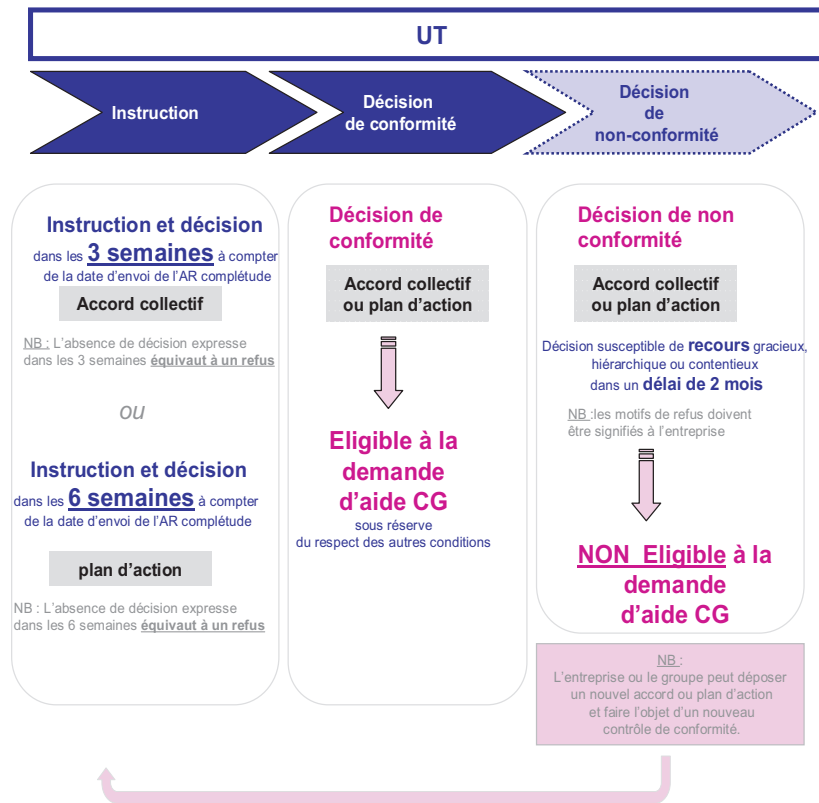 UT
Instruction
Décision
de conformité
Décision
de
non-conformité
Instruction et décision
dans les 3 semaines à compter
de la date d'envoi de l'AR complétude
Accord collectif
NB : L'absence de décision expresse
dans les 3 semaines équivaut à un refus
ou
Instruction et décision
dans les 6 semaines à compter
de la date d'envoi de l'AR complétude
plan d'action
NB : L'absence de décision expresse
dans les 6 semaines équivaut à un refus
Décision de
conformité
Accord collectif
ou plan d'action
Eligible à la
demande
d'aide CG
sous réserve
du respect des autres conditions
Décision de non
conformité
Accord collectif
ou plan d'action
Décision susceptible de recours gracieux,
hiérarchique ou contentieux
dans un délai de 2 mois
NB :les motifs de refus doivent
être signifiés à l'entreprise
NON Eligible à la
demande
d'aide CG
NB :
L'entreprise ou le groupe peut déposer
un nouvel accord ou plan d'action
et faire l'objet d'un nouveau
contrôle de conformité.